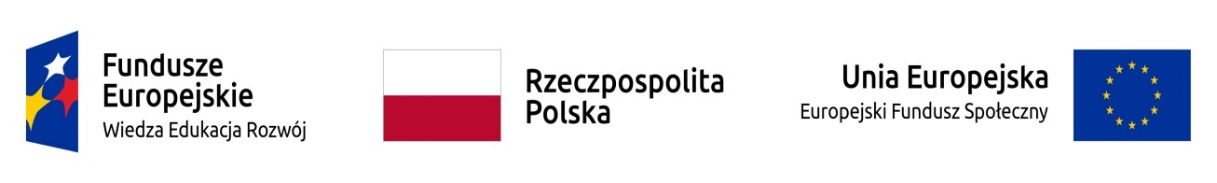 Fundusze
Europejskie
Wiedza Edukacja Rozwój
Rzeczpospolita
Polska
Unia Europejska
Europejski Fundusz Społeczny